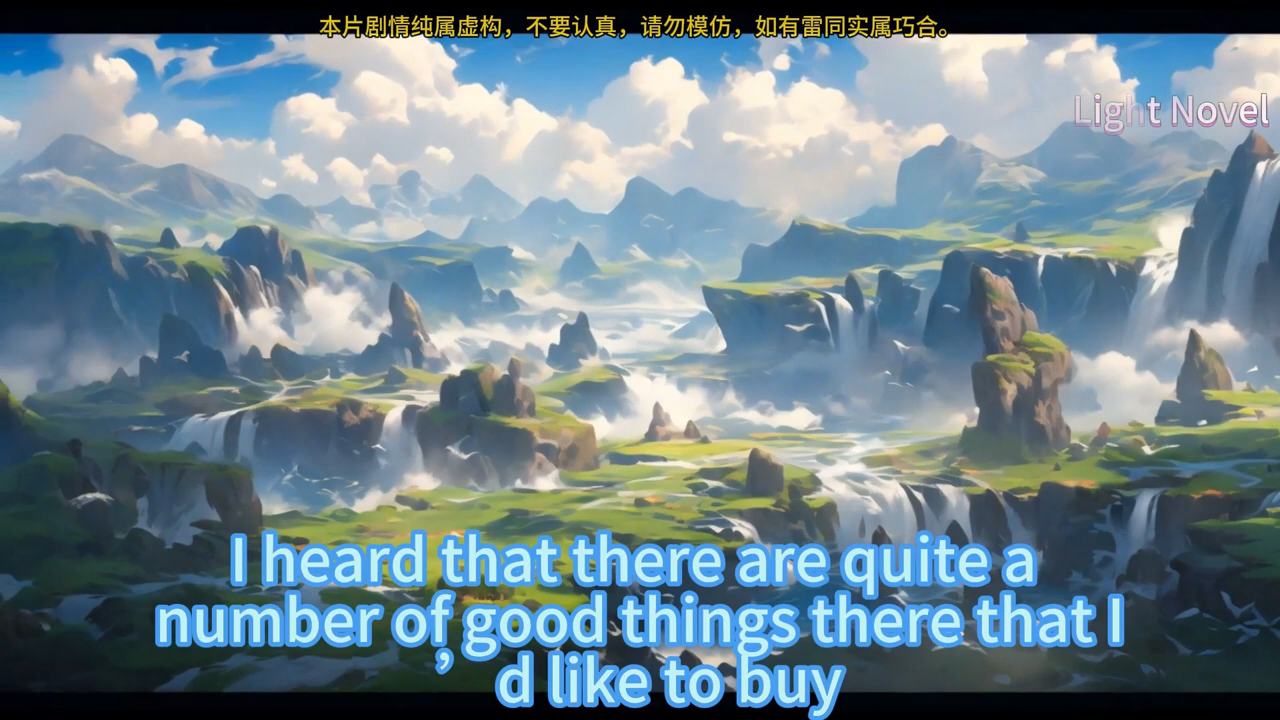 本片剧情纯属虚构，不要认真，请勿模仿，如有雷同实属巧合。
Light Novel
I heard that there are quite a
number of good things there that I
’d like to buy